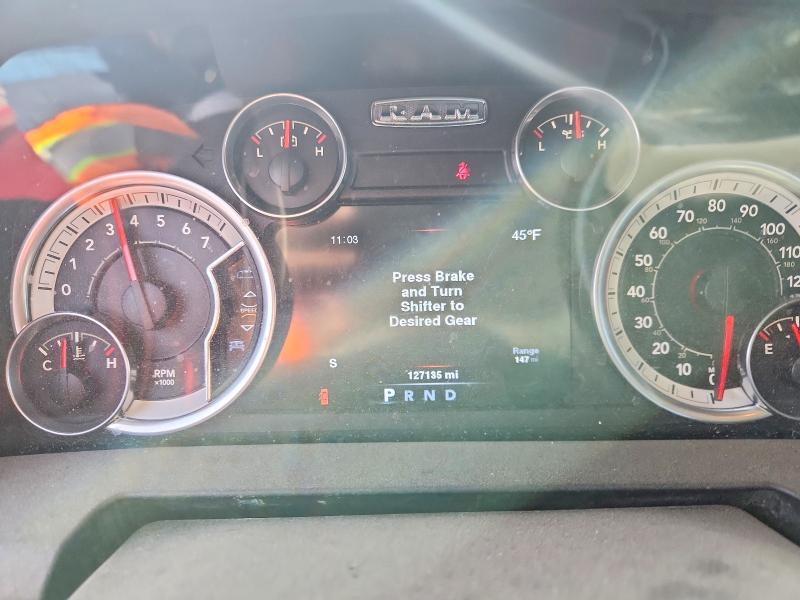 RAM
L H
L H
11:03 45°F
Press Brake
and Turn
Shifter to
Desired Gear
S
Range
147 mi
127135 mi
P R N D
0 1 2 3 4 5 6 7
RPM
x1000
C H
10 20 30 40 50 60 70 80 90 100 110
120 140
E